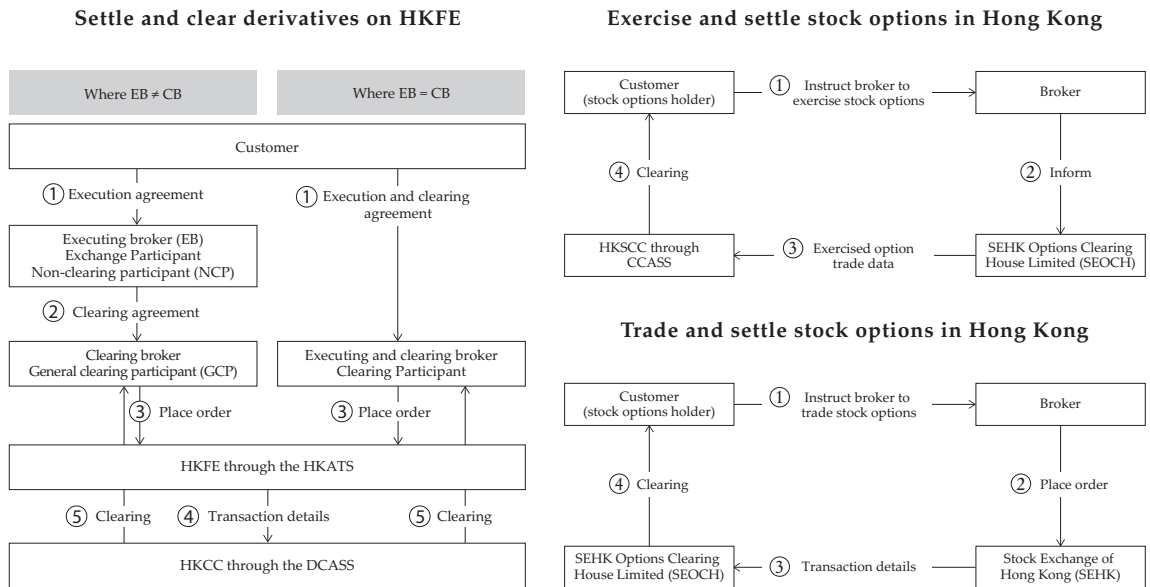 Settle and clear derivatives on HKFE
Where EB ≠ CB
Where EB = CB
Customer
① Execution agreement
① Execution and clearing
agreement
Executing broker (EB)
Exchange Participant
Non-clearing participant (NCP)
② Clearing agreement
Clearing broker
General clearing participant (GCP)
Executing and clearing broker
Clearing Participant
③ Place order
③ Place order
HKFE through the HKATS
⑤ Clearing
④ Transaction details
⑤ Clearing
HKCC through the DCASS
Exercise and settle stock options in Hong Kong
Customer
(stock options holder)
① Instruct broker to
exercise stock options
Broker
④ Clearing
② Inform
HKSCC through
CCASS
③ Exercised option
trade data
SEHK Options Clearing
House Limited (SEOCH)
Trade and settle stock options in Hong Kong
Customer
(stock options holder)
① Instruct broker to
trade stock options
Broker
④ Clearing
② Place order
SEHK Options Clearing
House Limited (SEOCH)
③ Transaction details
Stock Exchange of
Hong Kong (SEHK)